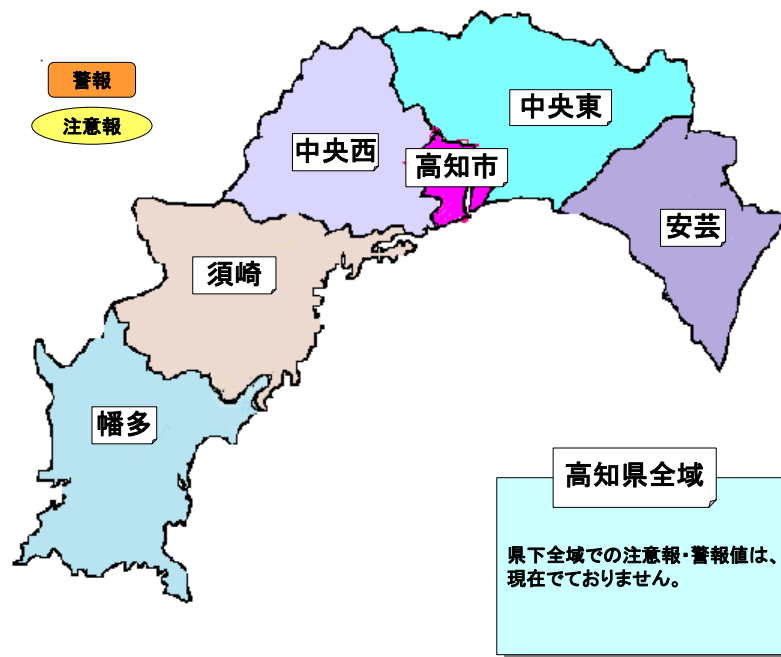 警報
注意報
中央東
中央西
高知市
安芸
須崎
幡多
高知県全域
県下全域での注意報・警報値は、
現在でておりません。